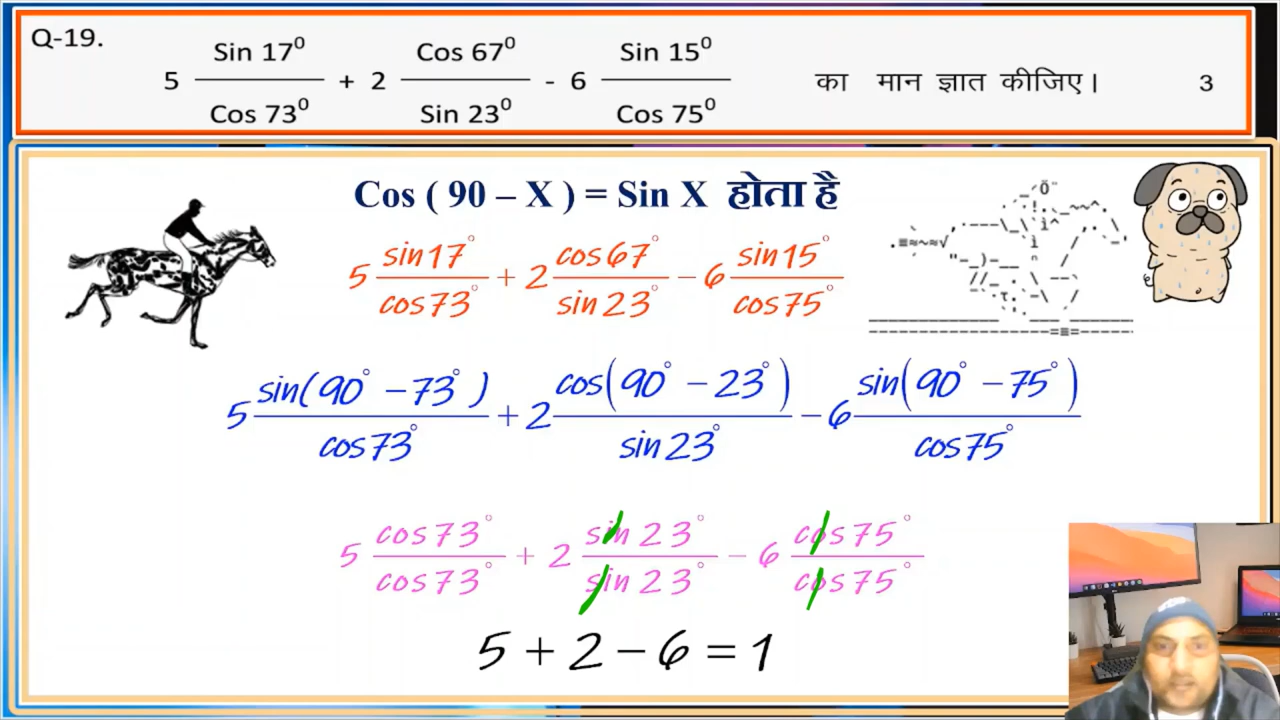 Q-19. 5 Sin 17⁰ / Cos 73⁰ + 2 Cos 67⁰ / Sin 23⁰ - 6 Sin 15⁰ / Cos 75⁰ का मान ज्ञात कीजिए। 3
Cos ( 90 – X ) = Sin X होता है
5 sin17° / cos73° + 2 cos67° / sin23° − 6 sin15° / cos75°
5 sin(90° − 73°) / cos73° + 2 cos(90° − 23°) / sin23° − 6 sin(90° − 75°) / cos75°
5 cos73° / cos73° + 2 sin23° / sin23° − 6 cos75° / cos75°
5 + 2 − 6 = 1